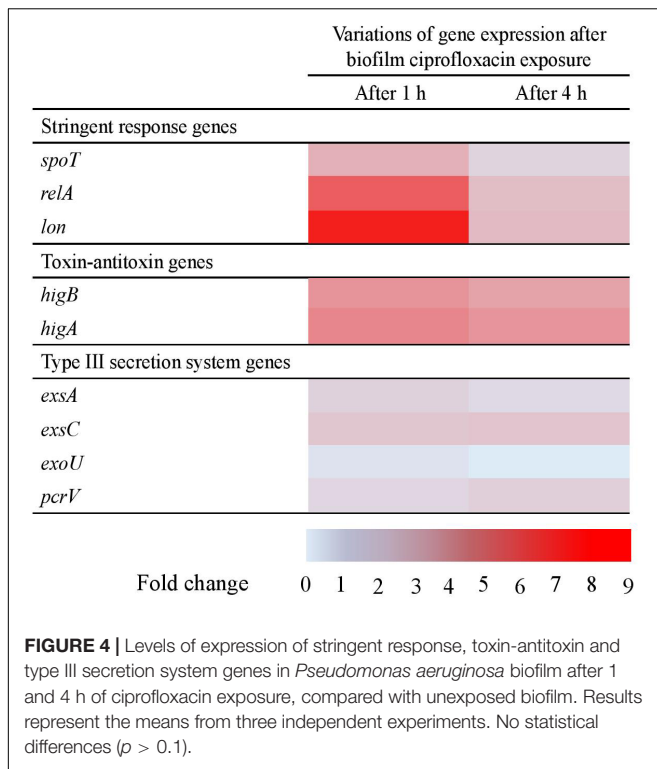 Variations of gene expression after
biofilm ciprofloxacin exposure
After 1 h After 4 h
Stringent response genes
spoT
relA
lon
Toxin-antitoxin genes
higB
higA
Type III secretion system genes
exsA
exsC
exoU
pcrV
Fold change 0 1 2 3 4 5 6 7 8 9
FIGURE 4 | Levels of expression of stringent response, toxin-antitoxin and
type III secretion system genes in Pseudomonas aeruginosa biofilm after 1
and 4 h of ciprofloxacin exposure, compared with unexposed biofilm. Results
represent the means from three independent experiments. No statistical
differences (p > 0.1).